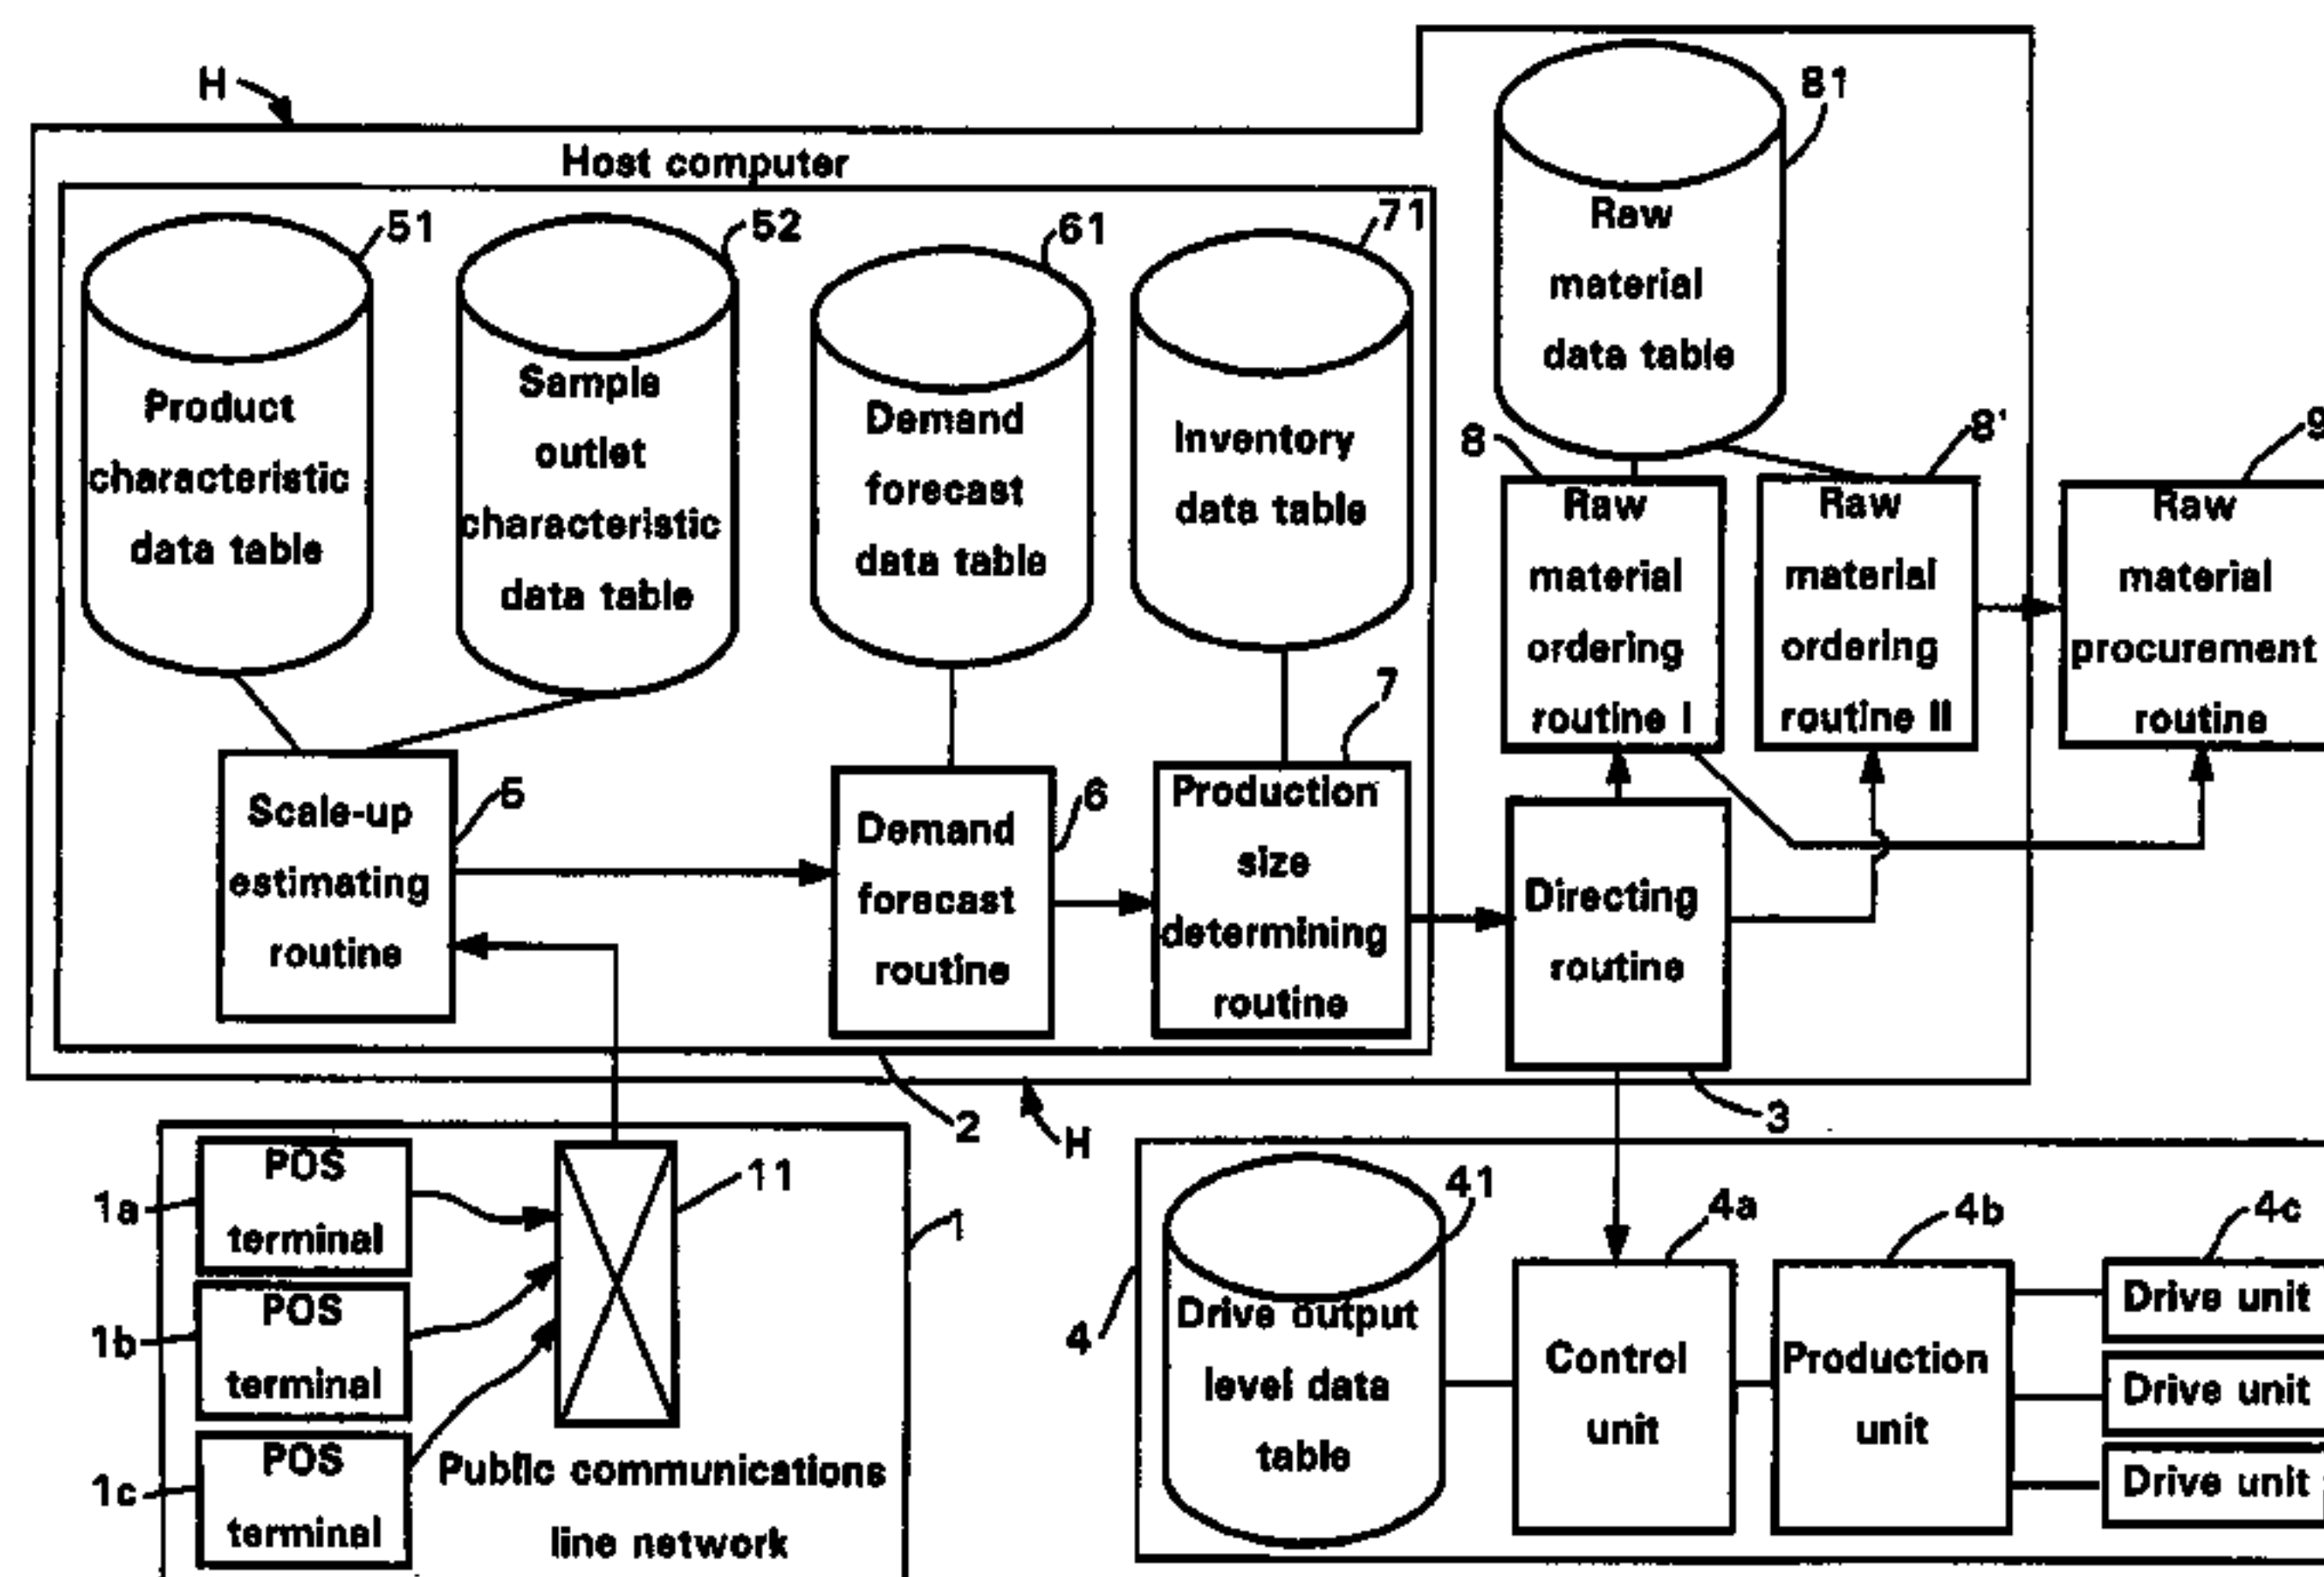 H
Host computer
51
52
61
71
81
Product
characteristic
data table
Sample
outlet
characteristic
data table
Demand
forecast
data table
Inventory
data table
Raw
material
data table
8
8'
9
Raw
material
ordering
routine I
Raw
material
ordering
routine II
Raw
material
procurement
routine
Scale-up
estimating
routine
5
Demand
forecast
routine
6
Production
size
determining
routine
7
Directing
routine
2
H
3
1a
POS
terminal
1b
POS
terminal
1c
POS
terminal
11
1
Public communications
line network
4
41
Drive output
level data
table
4a
Control
unit
4b
Production
unit
4c
Drive unit
Drive unit
Drive unit